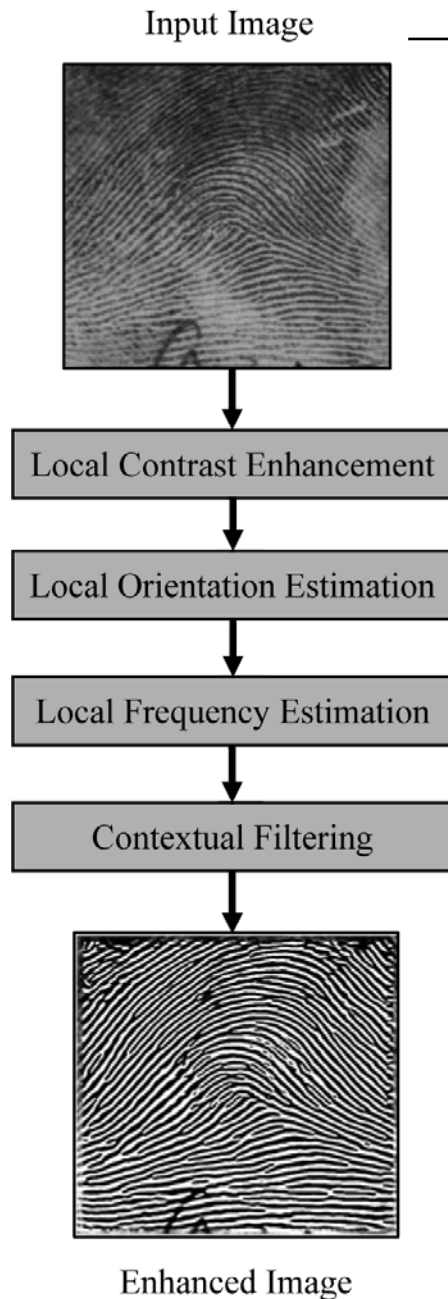 Input Image
Local Contrast Enhancement
Local Orientation Estimation
Local Frequency Estimation
Contextual Filtering
Enhanced Image